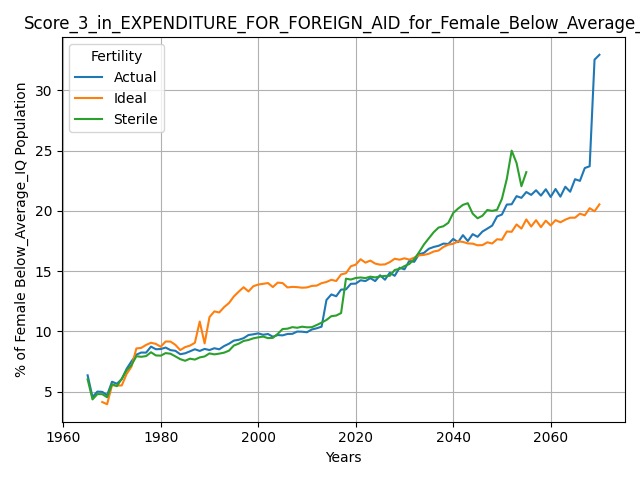 Score_3_in_EXPENDITURE_FOR_FOREIGN_AID_for_Female_Below_Average_
Fertility
Actual
Ideal
Sterile
% of Female Below_Average_IQ Population
30
25
20
15
10
5
1960 1980 2000 2020 2040 2060
Years